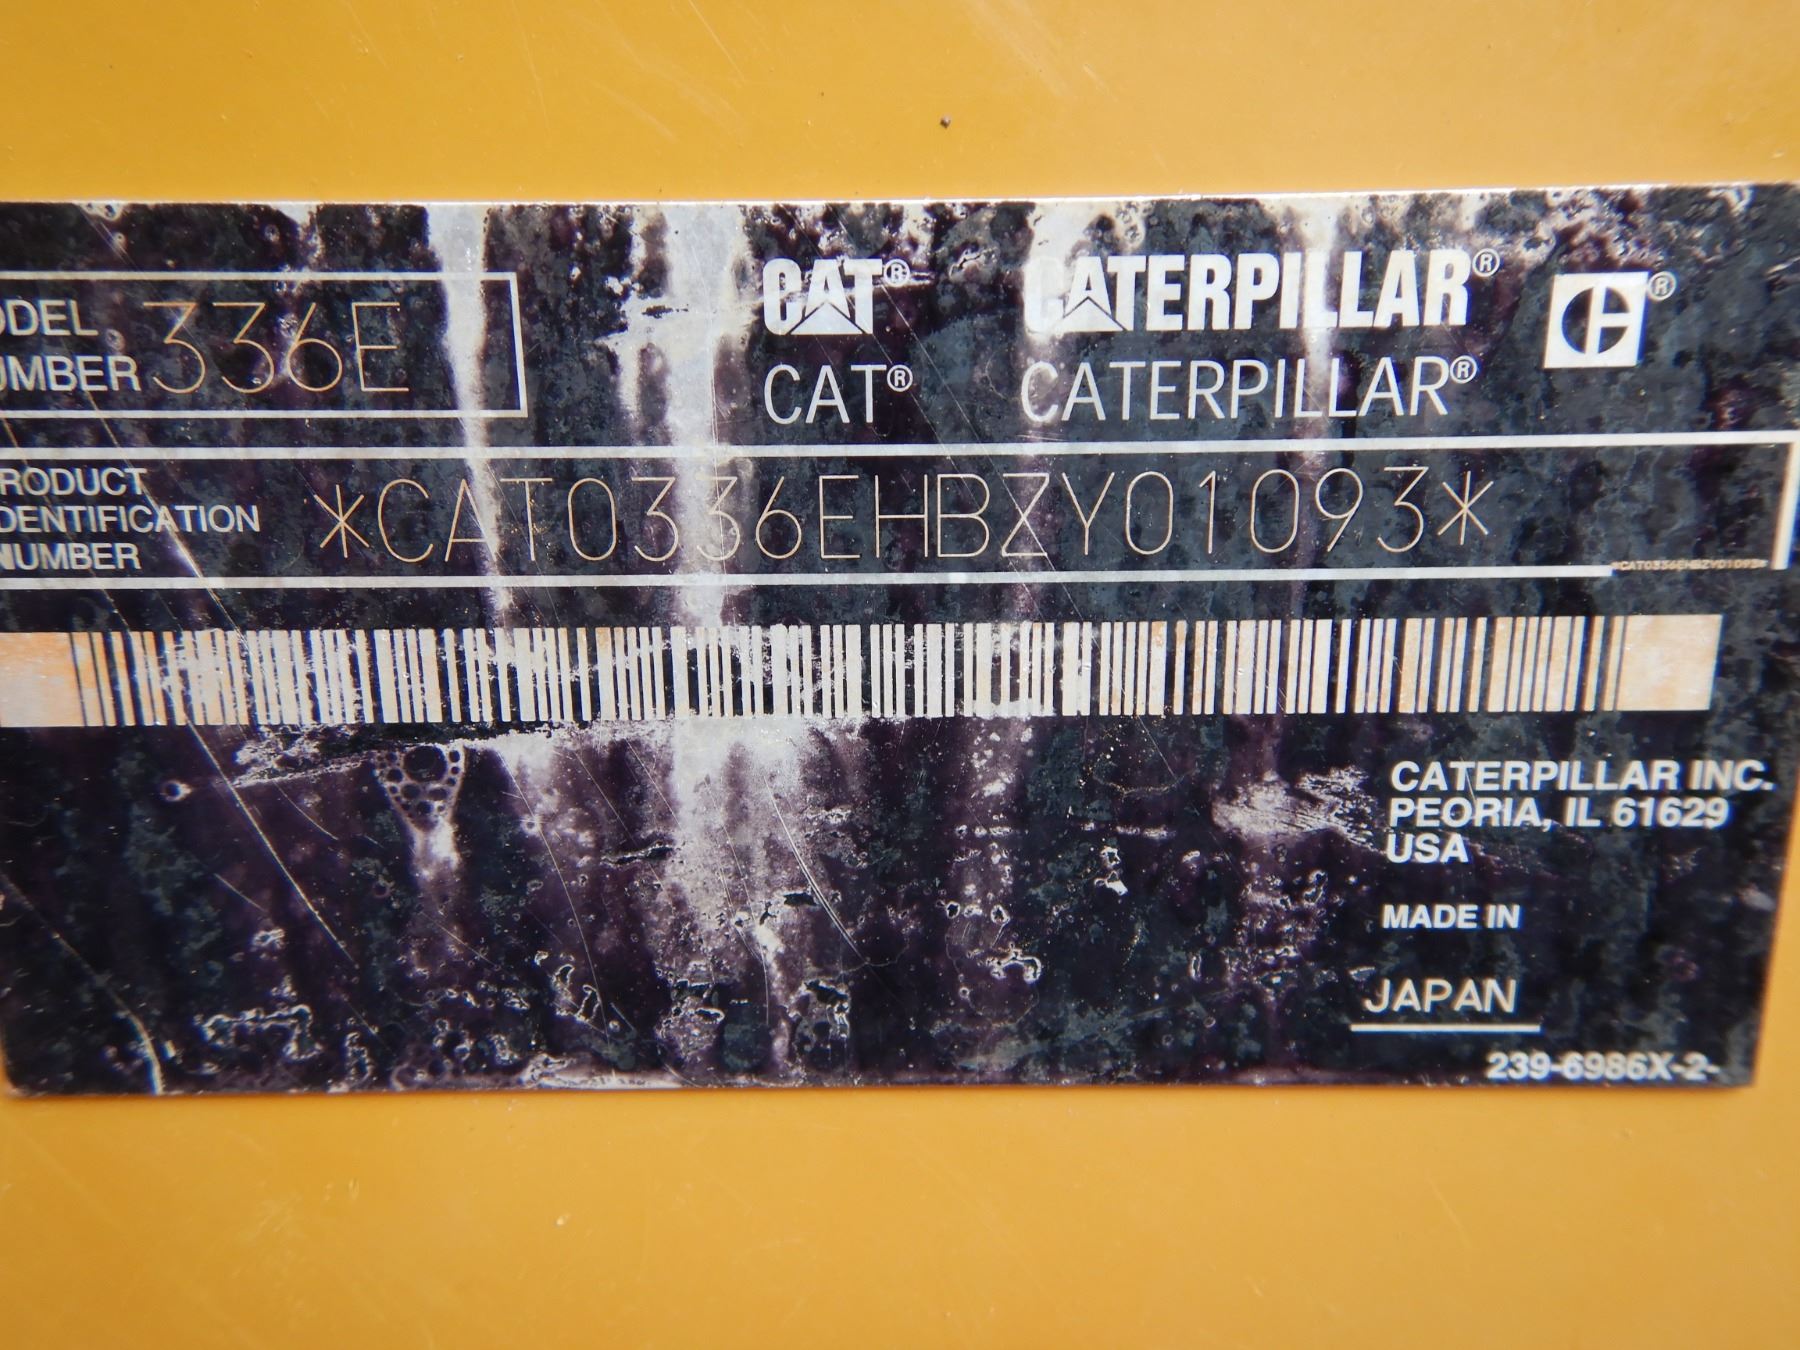 ODEL
UMBER 336E
CAT® CATERPILLAR® ®
CAT® CATERPILLAR®
RODUCT
DENTIFICATION
NUMBER
*CAT0336EHBZY01093*
*CAT0336EHBZY01093*
CATERPILLAR INC.
PEORIA, IL 61629
USA
MADE IN
JAPAN
239-6986X-2-